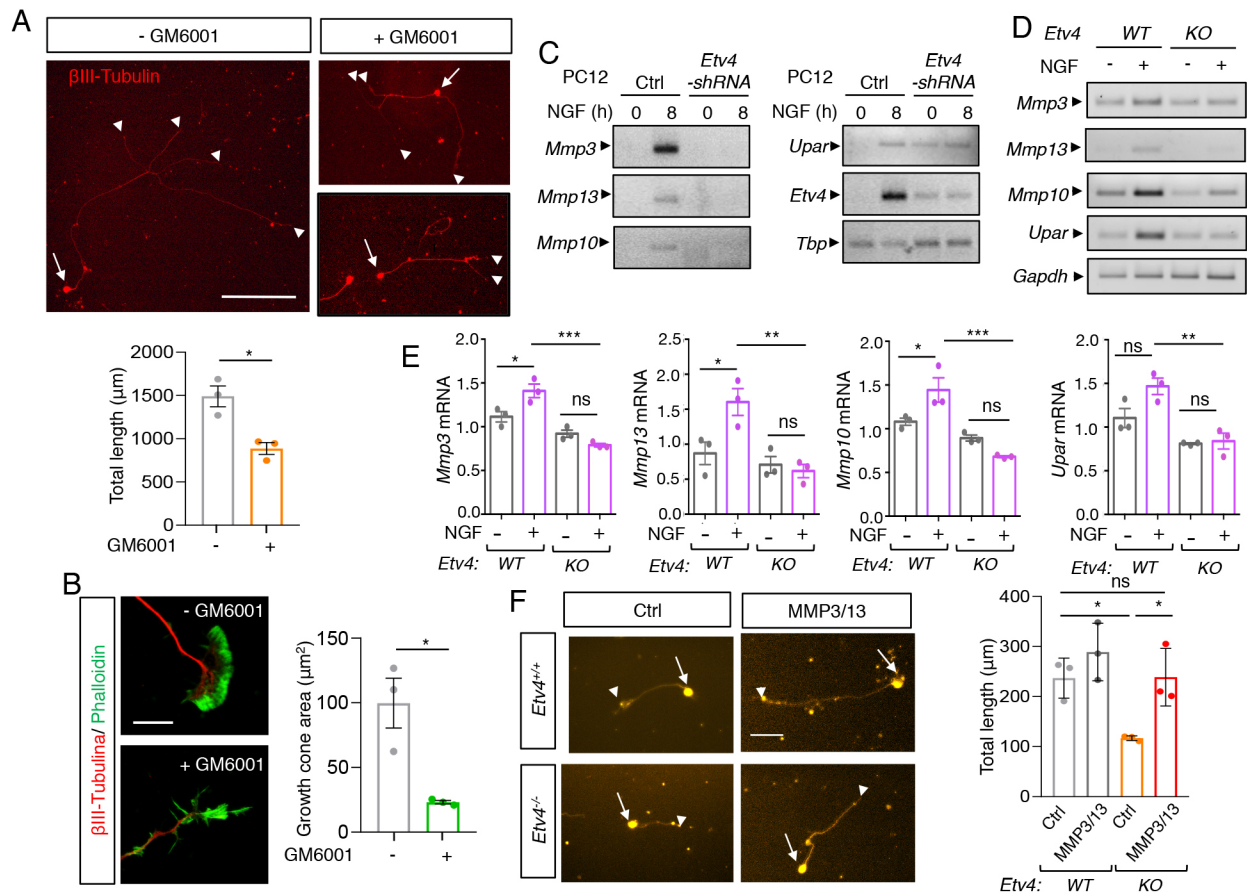 A
- GM6001
+ GM6001
βIII-Tubulin
Total length (µm)
2000
1500
1000
500
0
*
GM6001
- +
B
βIII-Tubulina/ Phalloidin
- GM6001
+ GM6001
Growth cone area (µm²)
150
100
50
0
*
GM6001
- +
C
PC12
Ctrl
Etv4
-shRNA
NGF (h)
0 8 0 8
Mmp3
Mmp13
Mmp10
PC12
Ctrl
Etv4
-shRNA
NGF (h)
0 8 0 8
Upar
Etv4
Tbp
D
Etv4 WT KO
NGF - + - +
Mmp3
Mmp13
Mmp10
Upar
Gapdh
E
Mmp3 mRNA
2.0
1.5
1.0
0.5
0.0
* *** ns
NGF - + - +
Etv4: WT KO
Mmp13 mRNA
2.5
2.0
1.5
1.0
0.5
0.0
* ** ns
NGF - + - +
Etv4: WT KO
Mmp10 mRNA
2.0
1.5
1.0
0.5
0.0
* *** ns
NGF - + - +
Etv4: WT KO
Upar mRNA
2.0
1.5
1.0
0.5
0.0
ns ** ns
NGF - + - +
Etv4: WT KO
F
Ctrl
MMP3/13
Etv4+/+
Etv4-/-
Total length (µm)
400
300
200
100
0
ns
* *
Ctrl MMP3/13 Ctrl MMP3/13
Etv4: WT KO